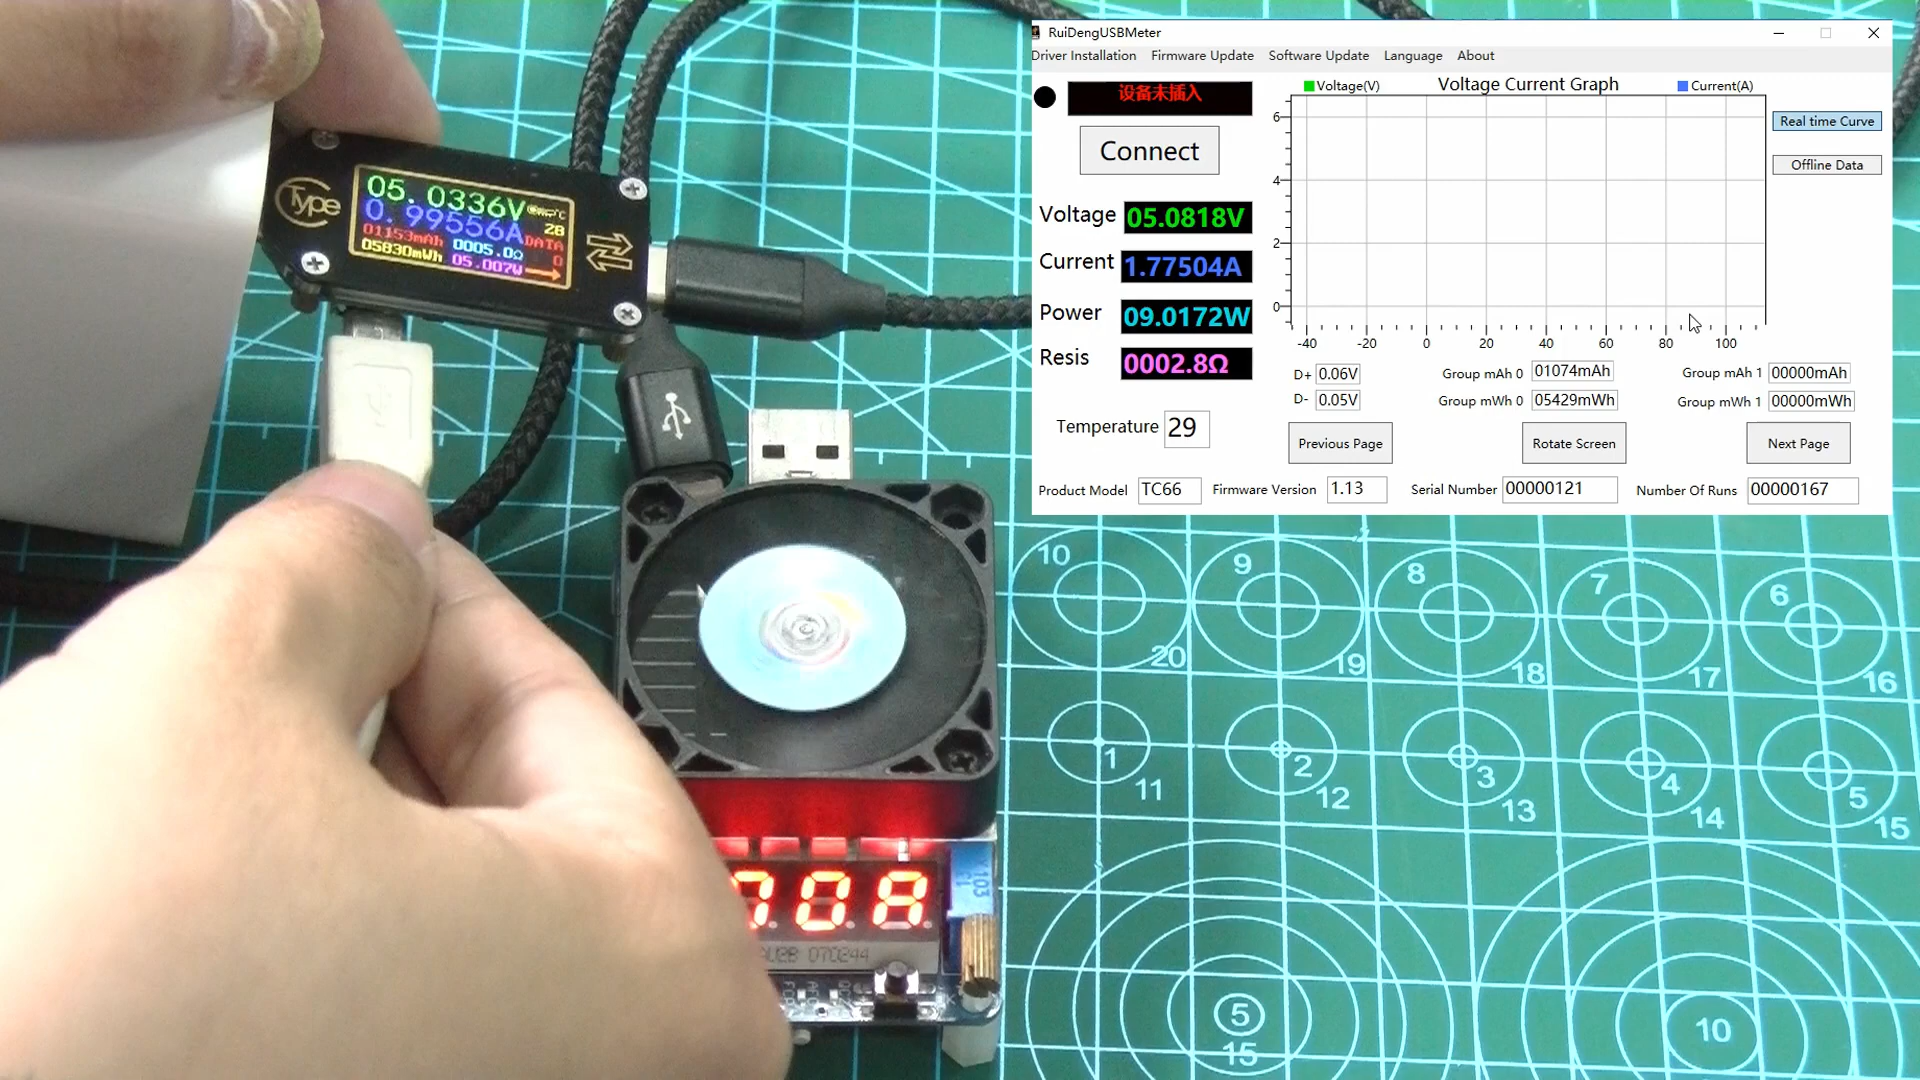 RuiDengUSBMeter
Driver Installation Firmware Update Software Update Language About
设备未插入
Connect
Voltage 05.0818V
Current 1.77504A
Power 09.0172W
Resis 0002.8Ω
Temperature 29
Voltage(V) Voltage Current Graph Current(A)
6
4
2
0
-40 -20 0 20 40 60 80 100
Real time Curve
Offline Data
D+ 0.06V Group mAh 0 01074mAh Group mAh 1 00000mAh
D- 0.05V Group mWh 0 05429mWh Group mWh 1 00000mWh
Previous Page Rotate Screen Next Page
Product Model TC66 Firmware Version 1.13 Serial Number 00000121 Number Of Runs 00000167
Type
05.0336V
28
0.99556A
DATA
01153mAh 0005.0Ω 0
05830mWh 05.007W
708
070244
103
10 9 8 7 6
20 19 18 17 16
1 2 3 4 5
11 12 13 14 15
5 10
15